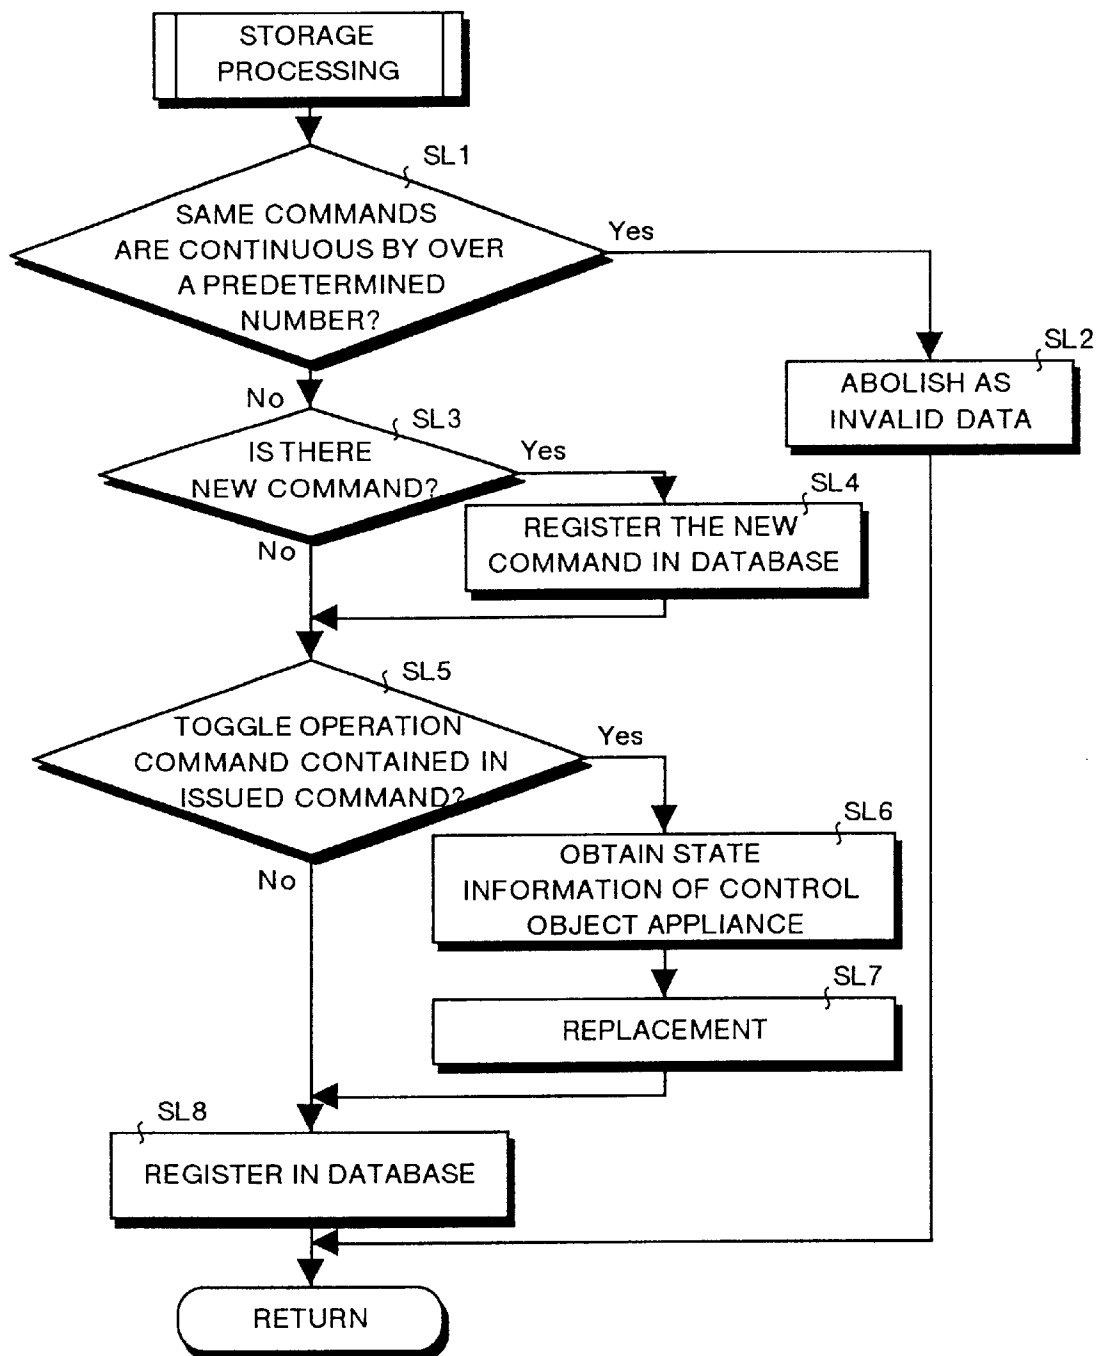 STORAGE
PROCESSING
SL1
SAME COMMANDS
ARE CONTINUOUS BY OVER
A PREDETERMINED
NUMBER?
Yes
No
SL2
ABOLISH AS
INVALID DATA
SL3
IS THERE
NEW COMMAND?
Yes
No
SL4
REGISTER THE NEW
COMMAND IN DATABASE
SL5
TOGGLE OPERATION
COMMAND CONTAINED IN
ISSUED COMMAND?
Yes
No
SL6
OBTAIN STATE
INFORMATION OF CONTROL
OBJECT APPLIANCE
SL7
REPLACEMENT
SL8
REGISTER IN DATABASE
RETURN